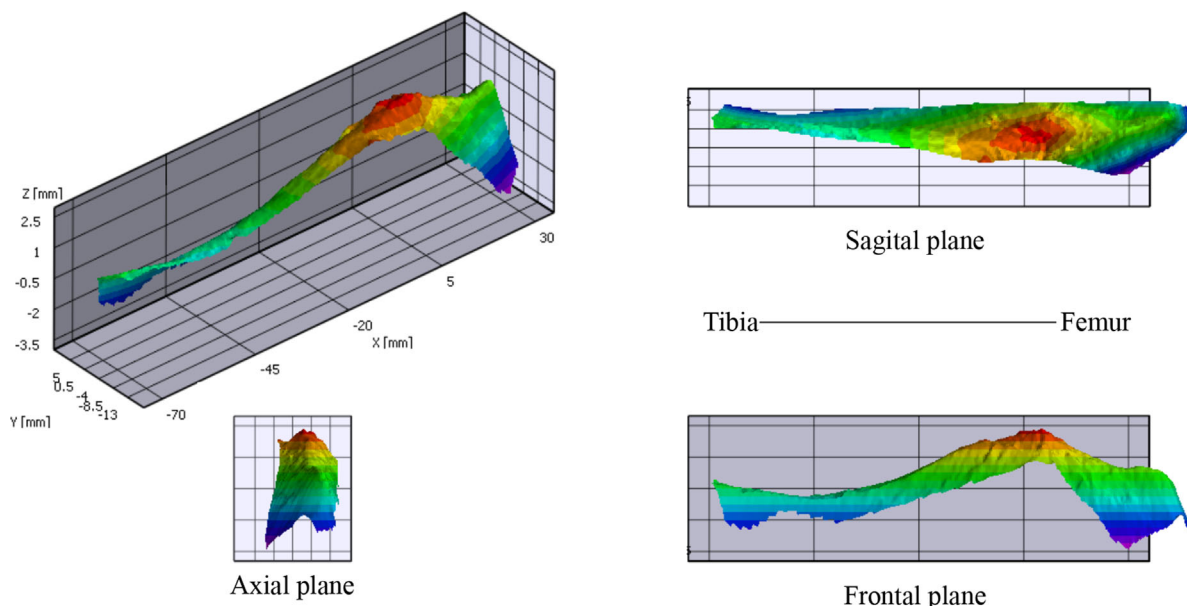 Z [mm]
2.5
1
-0.5
-2
-3.5
5
0.5
-4
-8.5
-13
Y [mm]
-70
-45
-20
X [mm]
5
30
Sagital plane
Tibia
Femur
Axial plane
Frontal plane